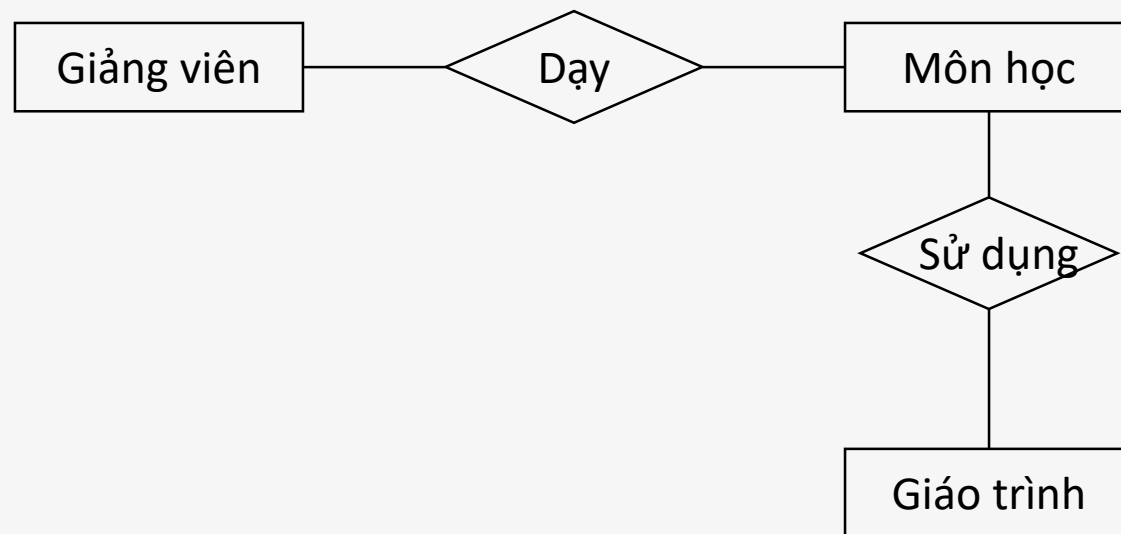 Giảng viên
Dạy
Môn học
Sử dụng
Giáo trình